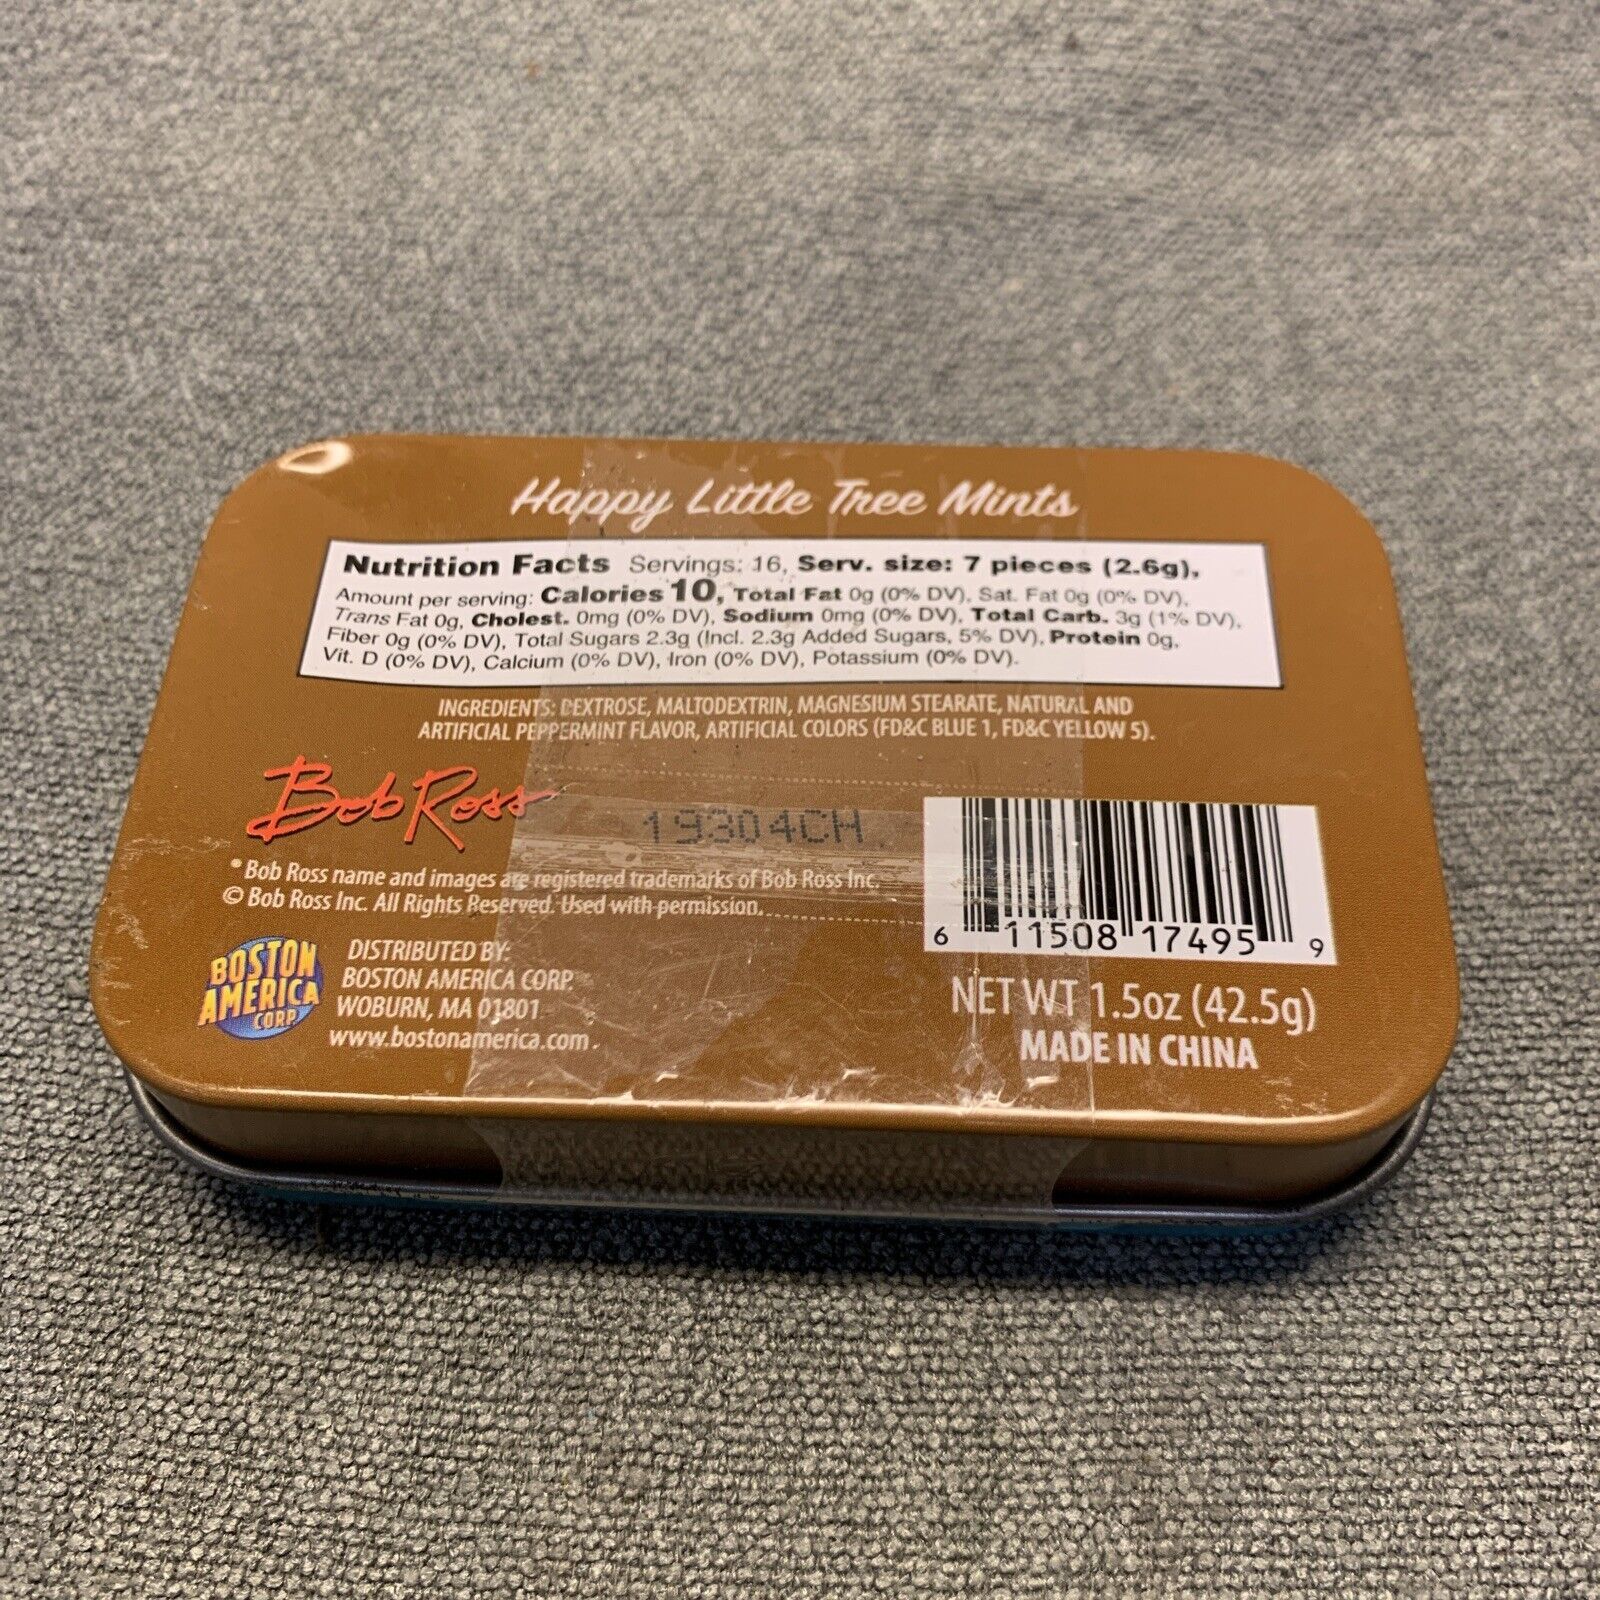 Happy Little Tree Mints
Nutrition Facts Servings: 16, Serv. size: 7 pieces (2.6g),
Amount per serving: Calories 10, Total Fat 0g (0% DV), Sat. Fat 0g (0% DV),
Trans Fat 0g, Cholest. 0mg (0% DV), Sodium 0mg (0% DV), Total Carb. 3g (1% DV),
Fiber 0g (0% DV), Total Sugars 2.3g (Incl. 2.3g Added Sugars, 5% DV), Protein 0g,
Vit. D (0% DV), Calcium (0% DV), Iron (0% DV), Potassium (0% DV).
INGREDIENTS: DEXTROSE, MALTODEXTRIN, MAGNESIUM STEARATE, NATURAL AND
ARTIFICIAL PEPPERMINT FLAVOR, ARTIFICIAL COLORS (FD&C BLUE 1, FD&C YELLOW 5).
Bob Ross
19304CH
® Bob Ross name and images are registered trademarks of Bob Ross Inc.
© Bob Ross Inc. All Rights Reserved. Used with permission.
6 11508 17495 9
BOSTON
AMERICA
CORP.
DISTRIBUTED BY:
BOSTON AMERICA CORP.
WOBURN, MA 01801
www.bostonamerica.com
NET WT 1.5oz (42.5g)
MADE IN CHINA